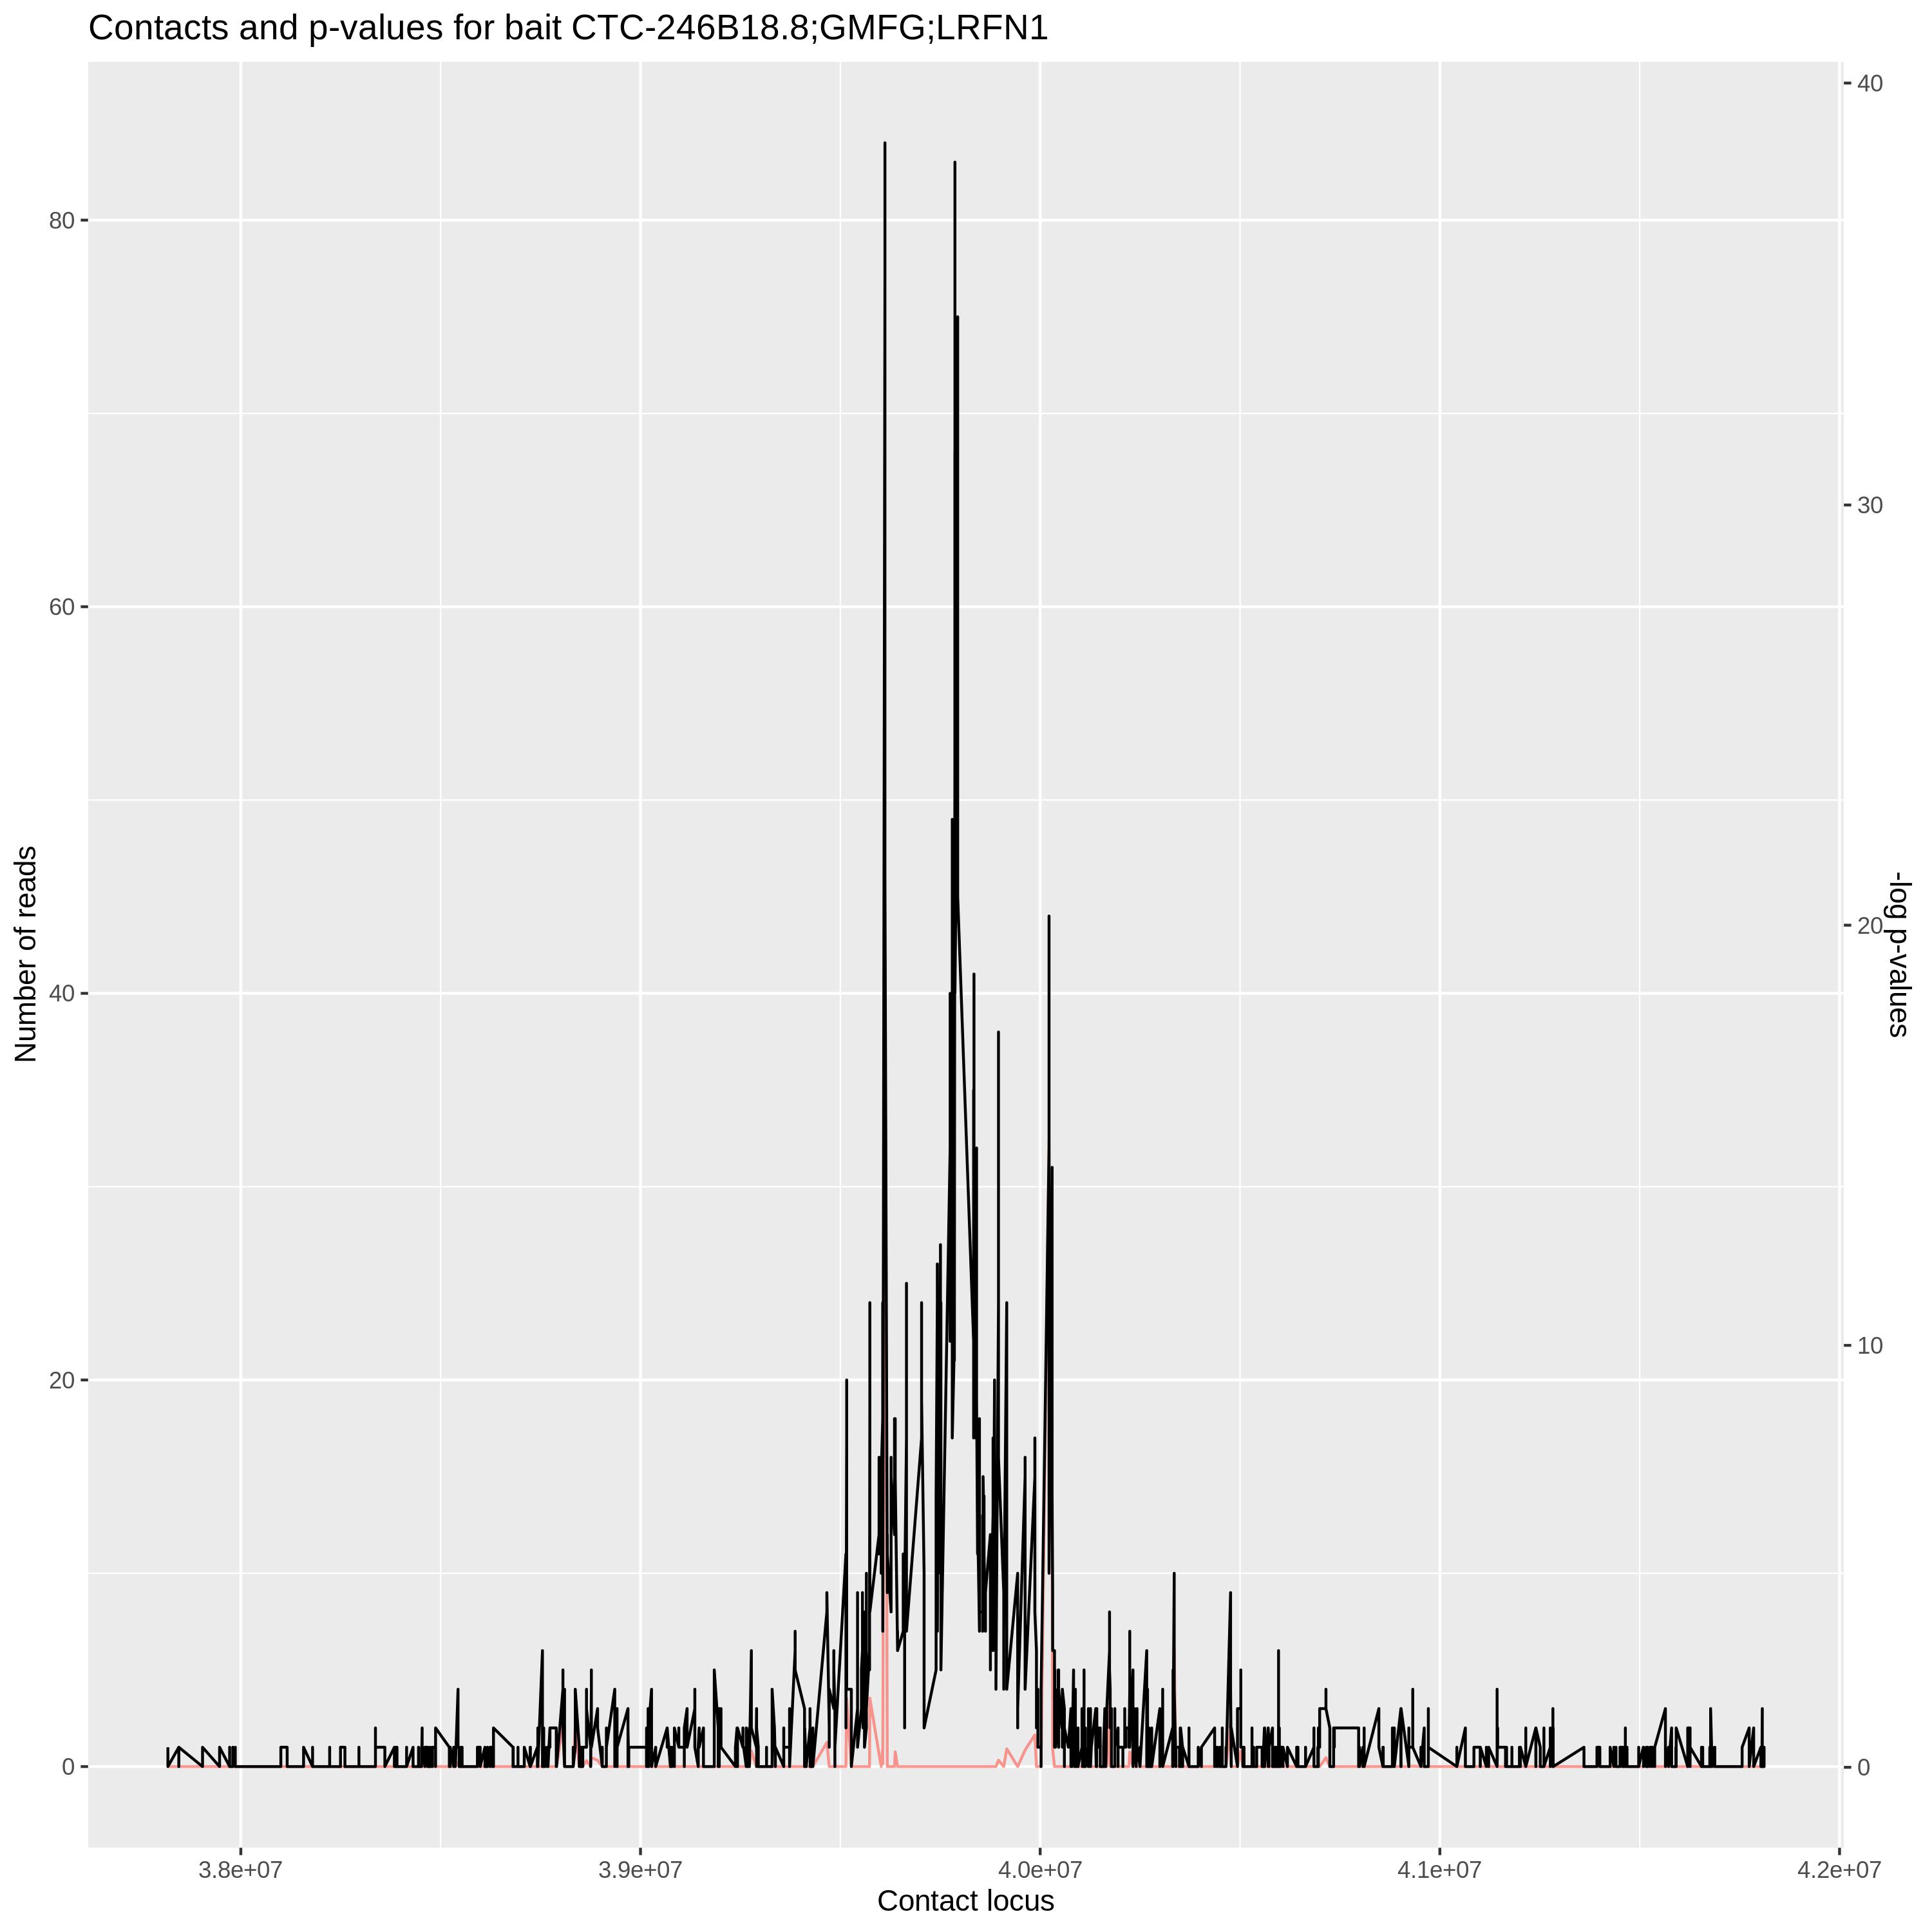 Contacts and p-values for bait CTC-246B18.8;GMFG;LRFN1
80
60
40
20
0
Number of reads
40
30
20
10
0
-log p-values
3.8e+07
3.9e+07
4.0e+07
4.1e+07
4.2e+07
Contact locus